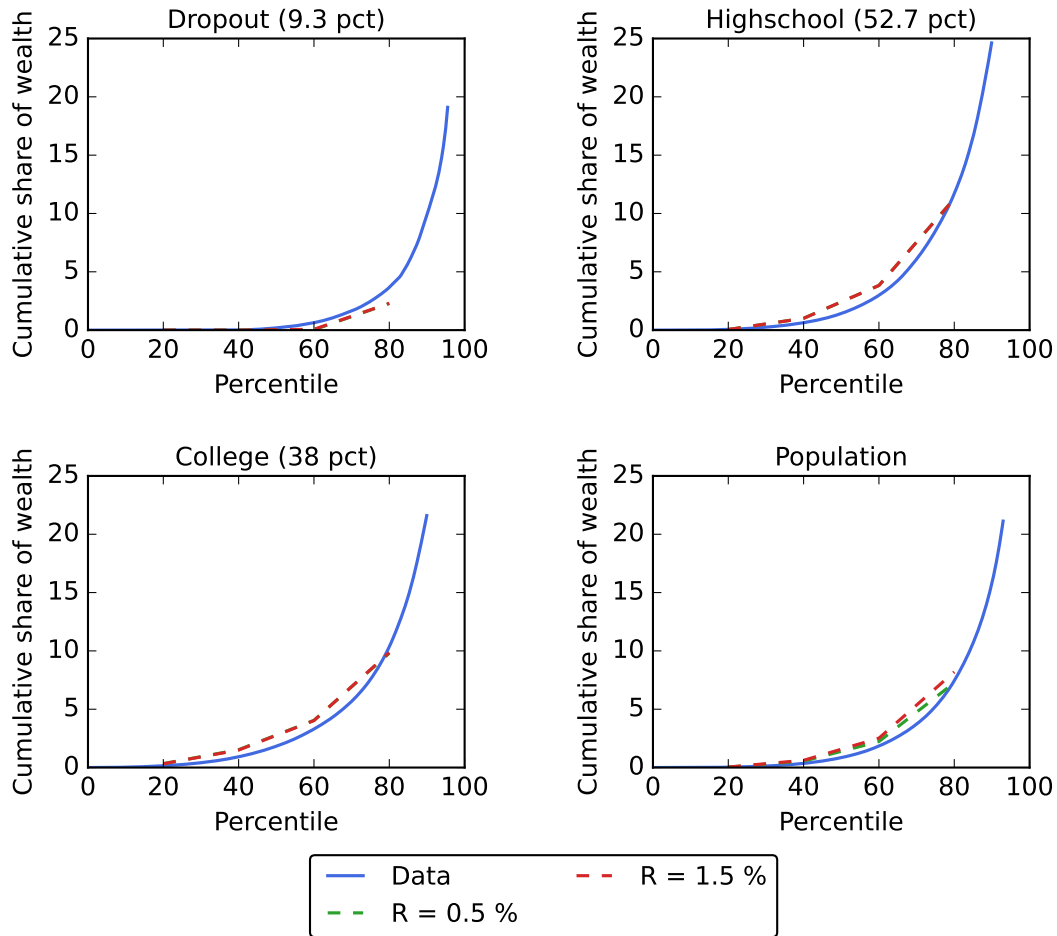 Dropout (9.3 pct)
Cumulative share of wealth
25
20
15
10
5
0
0 20 40 60 80 100
Percentile
Highschool (52.7 pct)
Cumulative share of wealth
25
20
15
10
5
0
0 20 40 60 80 100
Percentile
College (38 pct)
Cumulative share of wealth
25
20
15
10
5
0
0 20 40 60 80 100
Percentile
Population
Cumulative share of wealth
25
20
15
10
5
0
0 20 40 60 80 100
Percentile
Data
R = 0.5 %
R = 1.5 %